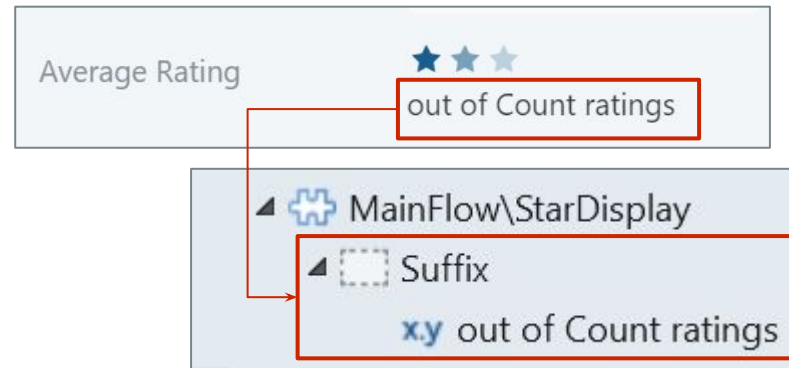 Average Rating
out of Count ratings
MainFlow\StarDisplay
Suffix
x.y out of Count ratings